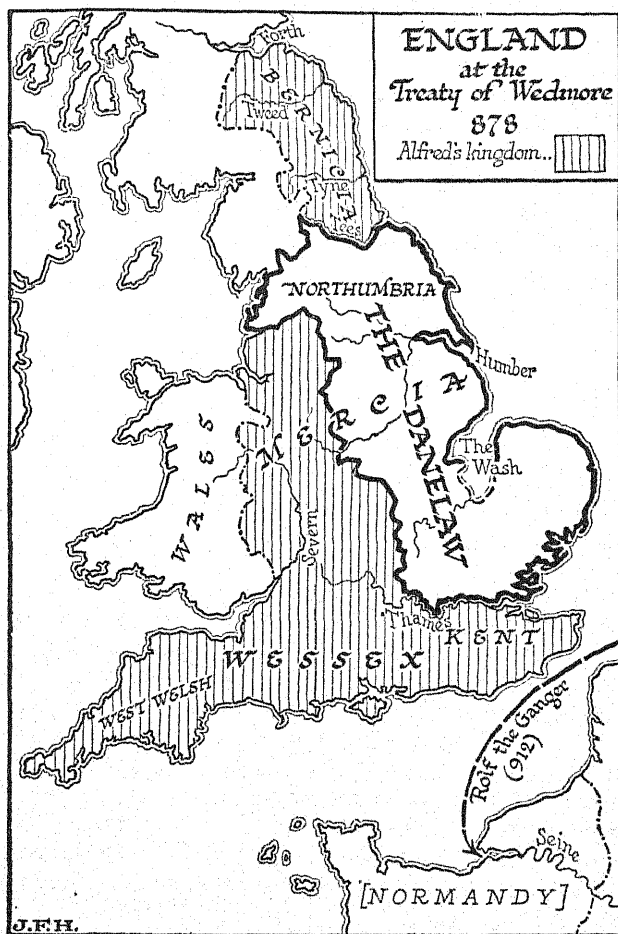 ENGLAND
at the
Treaty of Wedmore
878
Alfred's kingdom..
Forth
BERNICIA
Tweed
Tyne
Tees
NORTHUMBRIA
THE DANELAW
Humber
MERCIA
The
Wash
WALES
Severn
Thames
KENT
WESSEX
WEST WELSH
Rolf the Ganger
(912)
Seine
[NORMANDY]
J.F.H.